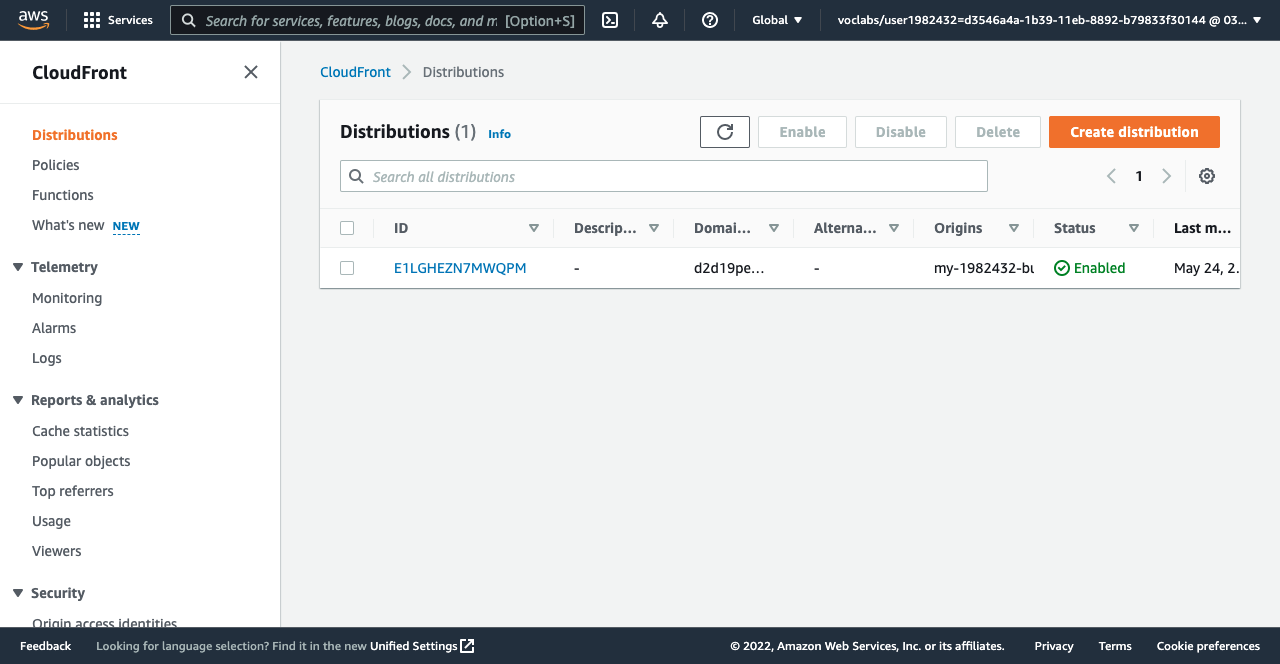 aws
Services
Search for services, features, blogs, docs, and m [Option+S]
Global
voclabs/user1982432=d3546a4a-1b39-11eb-8892-b79833f30144 @ 03...
CloudFront
Distributions
Policies
Functions
What's new NEW
Telemetry
Monitoring
Alarms
Logs
Reports & analytics
Cache statistics
Popular objects
Top referrers
Usage
Viewers
Security
Origin access identities
CloudFront > Distributions
Distributions (1) Info
Enable
Disable
Delete
Create distribution
Search all distributions
1
ID Descrip... Domai... Alterna... Origins Status Last m...
E1LGHEZN7MWQPM - d2d19pe... - my-1982432-bu Enabled May 24, 2.
Feedback
Looking for language selection? Find it in the new Unified Settings
© 2022, Amazon Web Services, Inc. or its affiliates.
Privacy
Terms
Cookie preferences